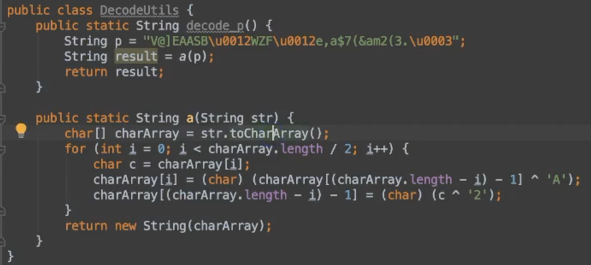 public class DecodeUtils {
    public static String decode_p() {
        String p = "V@]EAASB\u0012WZF\u0012e,a$7(&am2(3.\u0003";
        String result = a(p);
        return result;
    }

    public static String a(String str) {
        char[] charArray = str.toCharArray();
        for (int i = 0; i < charArray.length / 2; i++) {
            char c = charArray[i];
            charArray[i] = (char) (charArray[(charArray.length - i) - 1] ^ 'A');
            charArray[(charArray.length - i) - 1] = (char) (c ^ '2');
        }
        return new String(charArray);
    }
}